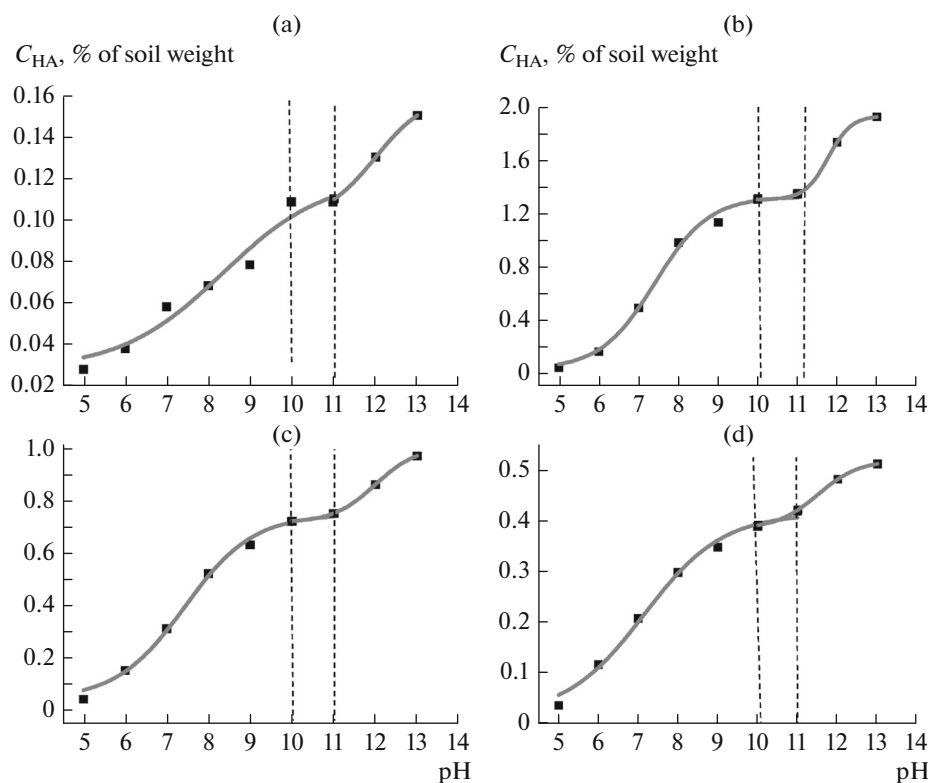 (a)
C_HA, % of soil weight
0.16
0.14
0.12
0.10
0.08
0.06
0.04
0.02
5 6 7 8 9 10 11 12 13 14
(b)
C_HA, % of soil weight
2.0
1.6
1.2
0.8
0.4
0
5 6 7 8 9 10 11 12 13 14
(c)
1.0
0.8
0.6
0.4
0.2
0
5 6 7 8 9 10 11 12 13 14
pH
(d)
0.5
0.4
0.3
0.2
0.1
0
5 6 7 8 9 10 11 12 13 14
pH